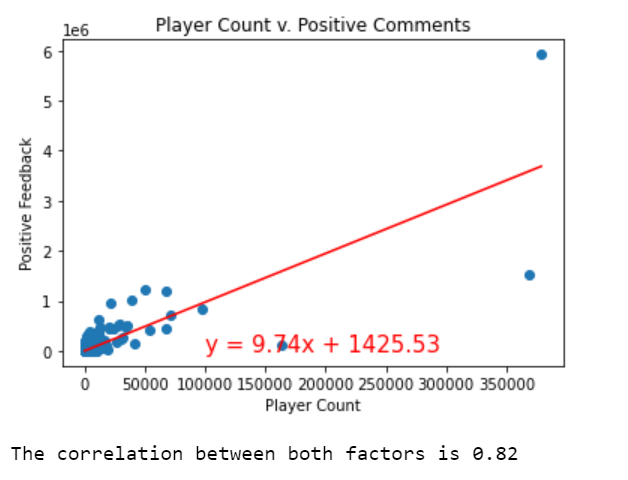 Player Count v. Positive Comments
1e6
6
5
4
3
2
1
0
Positive Feedback
y = 9.74x + 1425.53
0 50000 100000 150000 200000 250000 300000 350000
Player Count
The correlation between both factors is 0.82